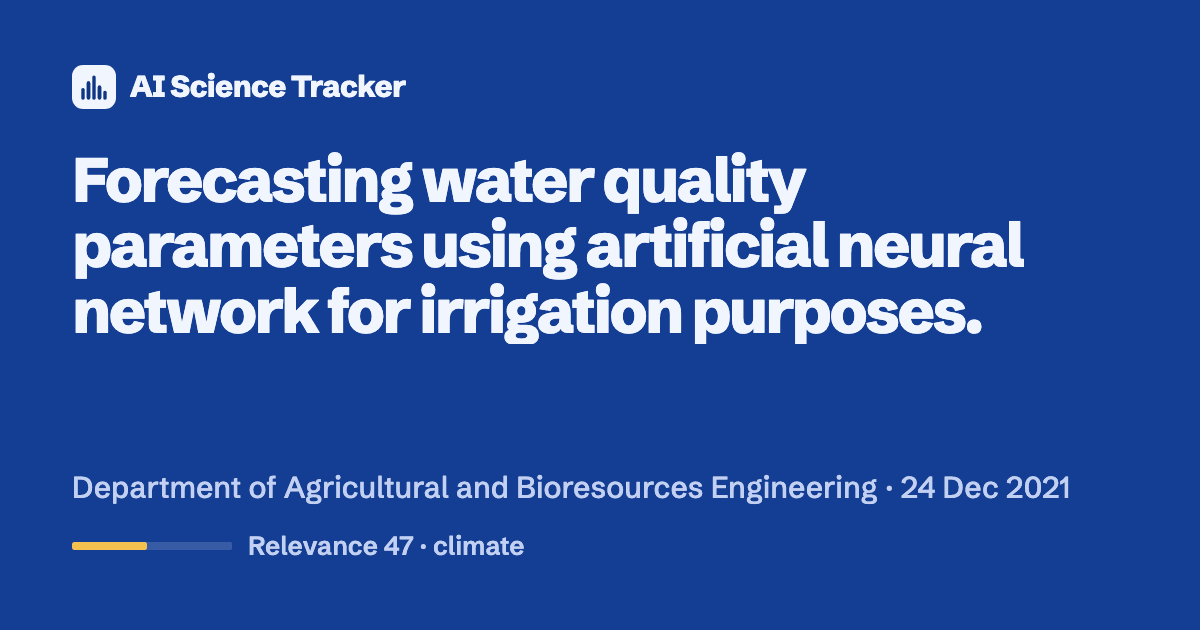 AI Science Tracker
Forecasting water quality
parameters using artificial neural
network for irrigation purposes.
Department of Agricultural and Bioresources Engineering · 24 Dec 2021
Relevance 47 · climate